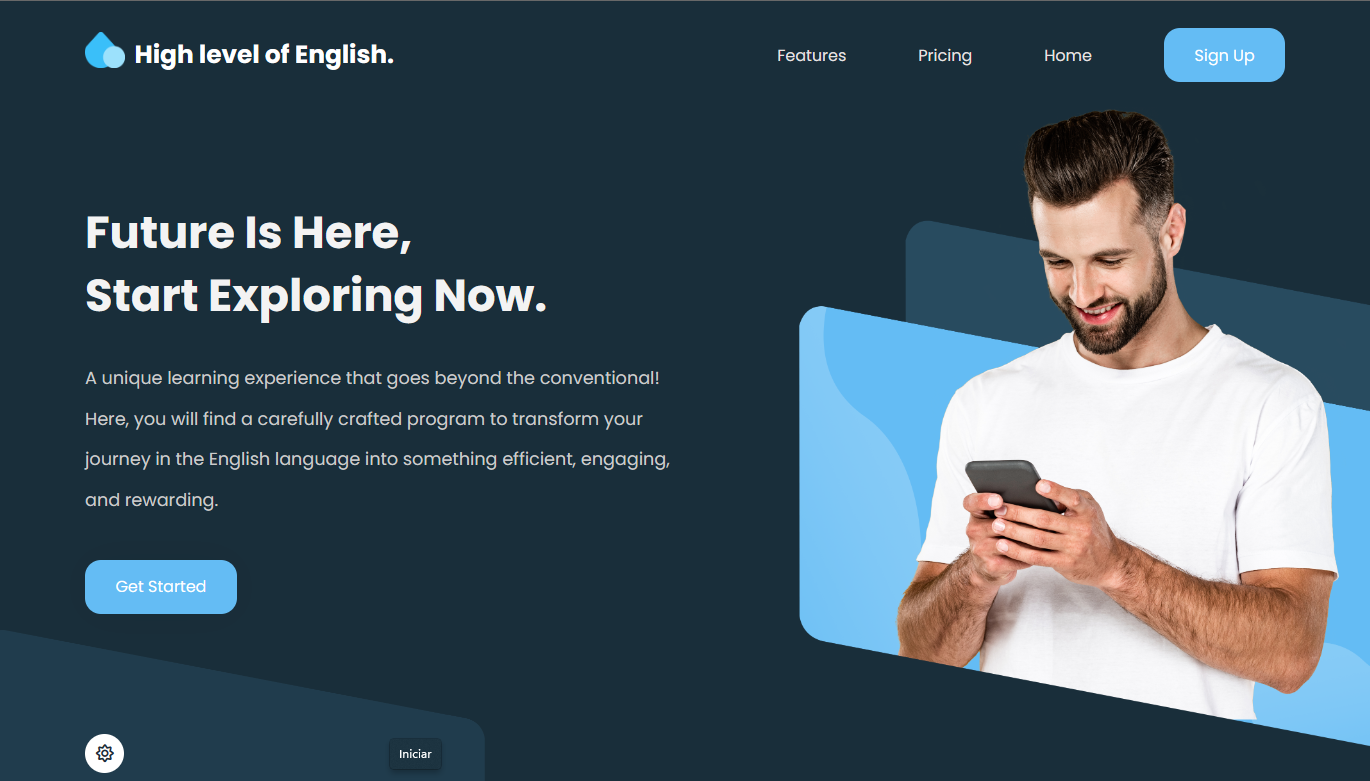 High level of English.
Features
Pricing
Home
Sign Up
Future Is Here,
Start Exploring Now.
A unique learning experience that goes beyond the conventional!
Here, you will find a carefully crafted program to transform your
journey in the English language into something efficient, engaging,
and rewarding.
Get Started
Iniciar